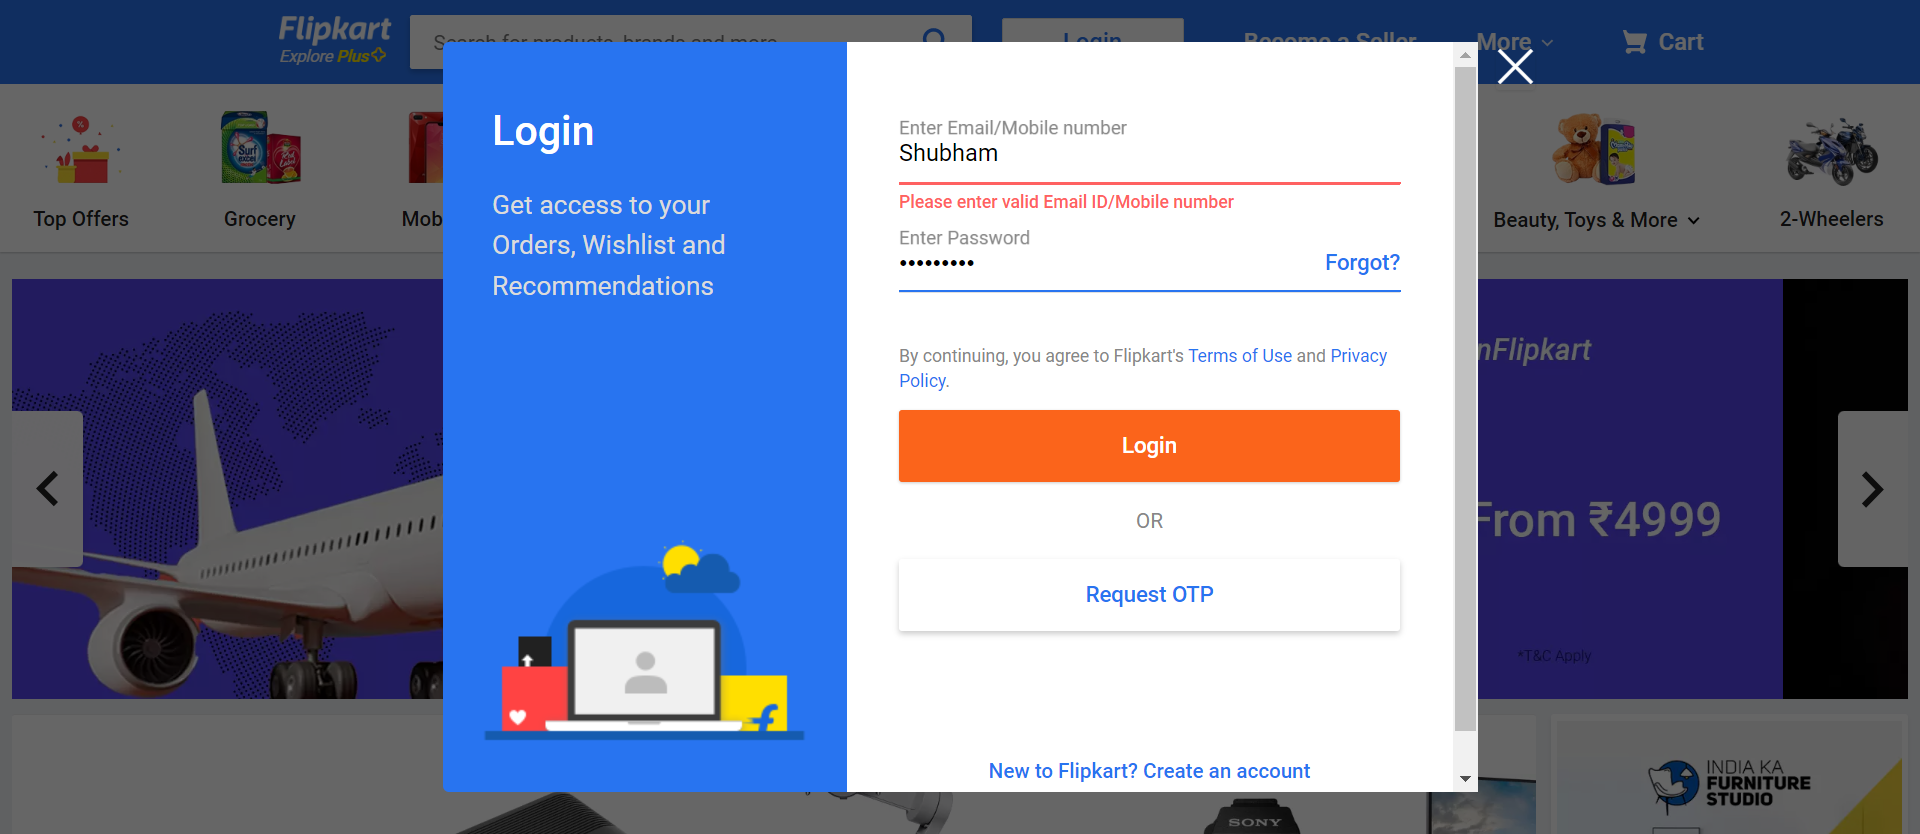 Flipkart
Explore Plus
Search for products, brands and more
Login
Become a Seller
More
Cart
Top Offers
Grocery
Mob
Beauty, Toys & More
2-Wheelers
Login
Get access to your
Orders, Wishlist and
Recommendations
Enter Email/Mobile number
Shubham
Please enter valid Email ID/Mobile number
Enter Password
•••••••••
Forgot?
By continuing, you agree to Flipkart's Terms of Use and Privacy
Policy.
Login
OR
Request OTP
New to Flipkart? Create an account
nFlipkart
From ₹4999
*T&C Apply
INDIA KA
FURNITURE
STUDIO
SONY